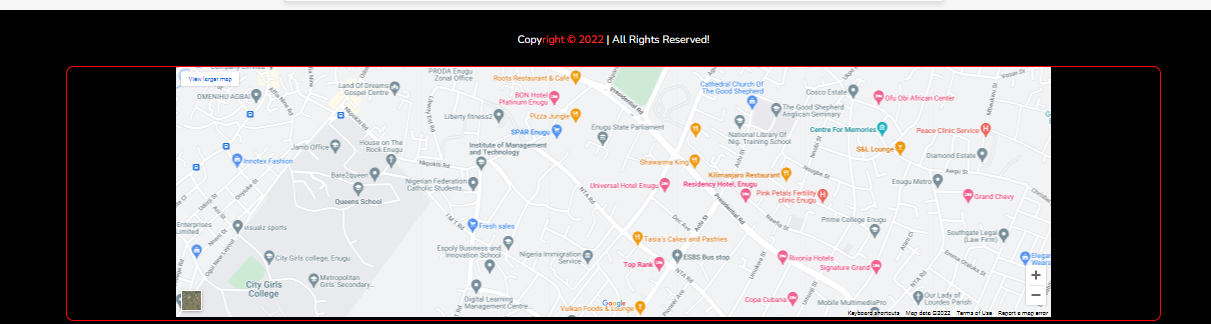 Copyright © 2022 | All Rights Reserved!
View larger map
PRODA Enugu
Zonal Office
Roots Restaurant & Cafe
Land Of Dreams
Gospel Centre
OMENIHU AGBAI
BON Hotel
Platinum Enugu
Presidential Rd
Cathedral Church Of
The Good Shepherd
Cosco Estate
Ofu Obi African Center
The Good Shepherd
Anglican Seminary
Liberty fitness2
Pizza Jungle
SPAR Enugu
Enugu State Parliament
National Library Of
Nig. Training School
Centre For Memories
Peace Clinic Service
Jamb Office
House on The
Rock Enugu
Institute of Management
and Technology
S&L Lounge
Diamond Estate
Innotex Fashion
Shawarma King
Bare2queen
Nigerian Federation
Catholic Students...
Universal Hotel Enugu
Kilimanjaro Restaurant
Residency Hotel, Enugu
Enugu Metro
Queens School
NTA Rd
Pink Petals Fertility
clinic Enugu
Grand Chavy
Presidential Rd
Enterprises
Limited
visualz sports
Fresh sales
Prime College Enugu
Southgate Legal
(Law Firm)
Tasia's Cakes and Pastries
Espoly Business and
Innovation School
City Girls college, Enugu
Nigeria Immigration
Service
ESBS Bus stop
Top Rank
Rivonia Hotels
Signature Grand
City Girls
College
Metropolitan
Girls Secondary...
NTA Rd
Digital Learning
Management Centre...
Vulkan Foods & Lounge
Google
Copa Cubana
Mobile MultimediaPro
Our Lady of
Lourdes Parish
Keyboard shortcuts
Map data ©2022
Terms of Use
Report a map error